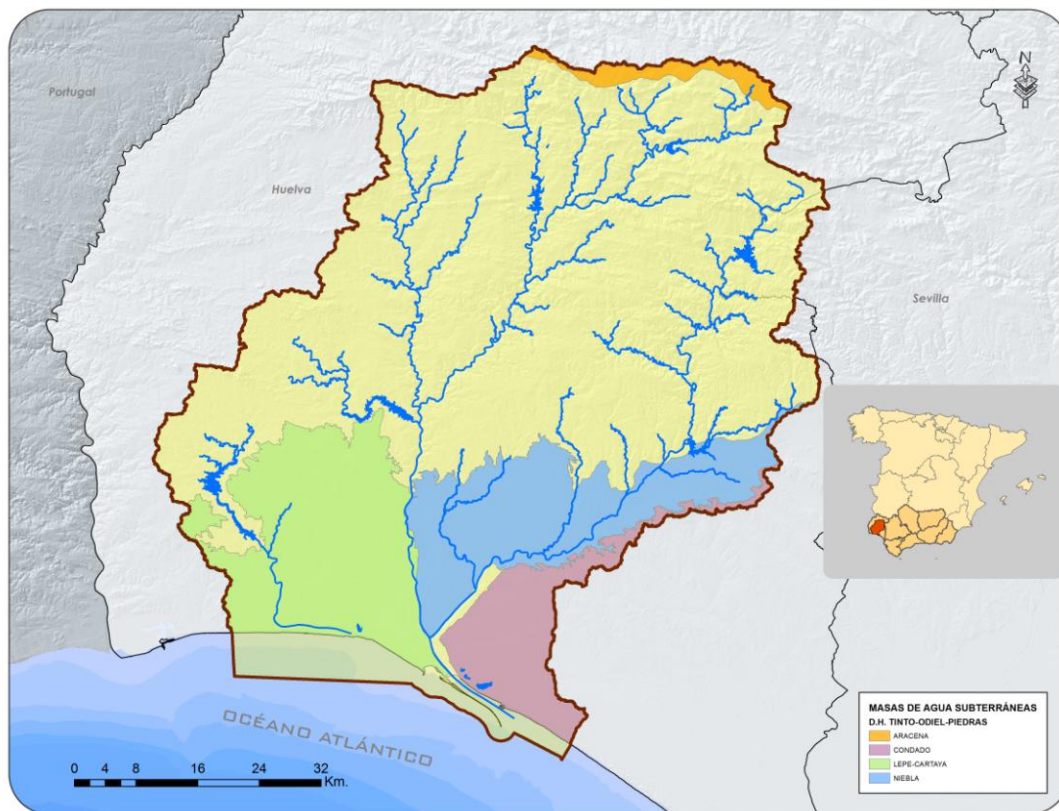 Portugal
N
Huelva
Sevilla
OCÉANO ATLÁNTICO
0 4 8 16 24 32
Km.
MASAS DE AGUA SUBTERRÁNEAS
D.H. TINTO-ODIEL-PIEDRAS
ARACENA
CONDADO
LEPE-CARTAYA
NIEBLA